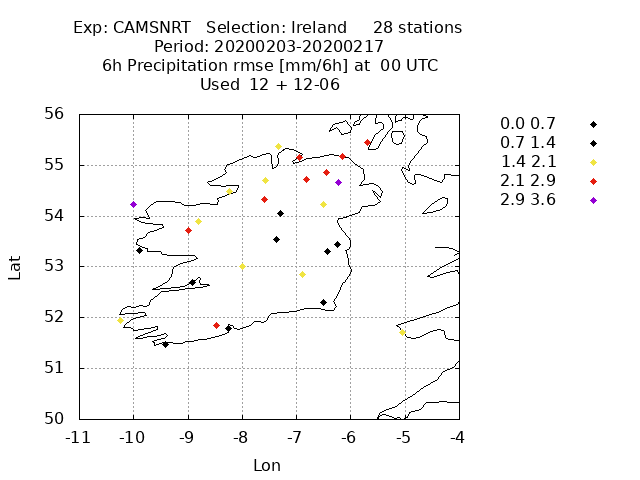 Exp: CAMSNRT   Selection: Ireland     28 stations
Period: 20200203-20200217
6h Precipitation rmse [mm/6h] at  00 UTC
Used  12 + 12-06
0.0 0.7
0.7 1.4
1.4 2.1
2.1 2.9
2.9 3.6
56
55
54
53
52
51
50
Lat
-11 -10 -9 -8 -7 -6 -5 -4
Lon